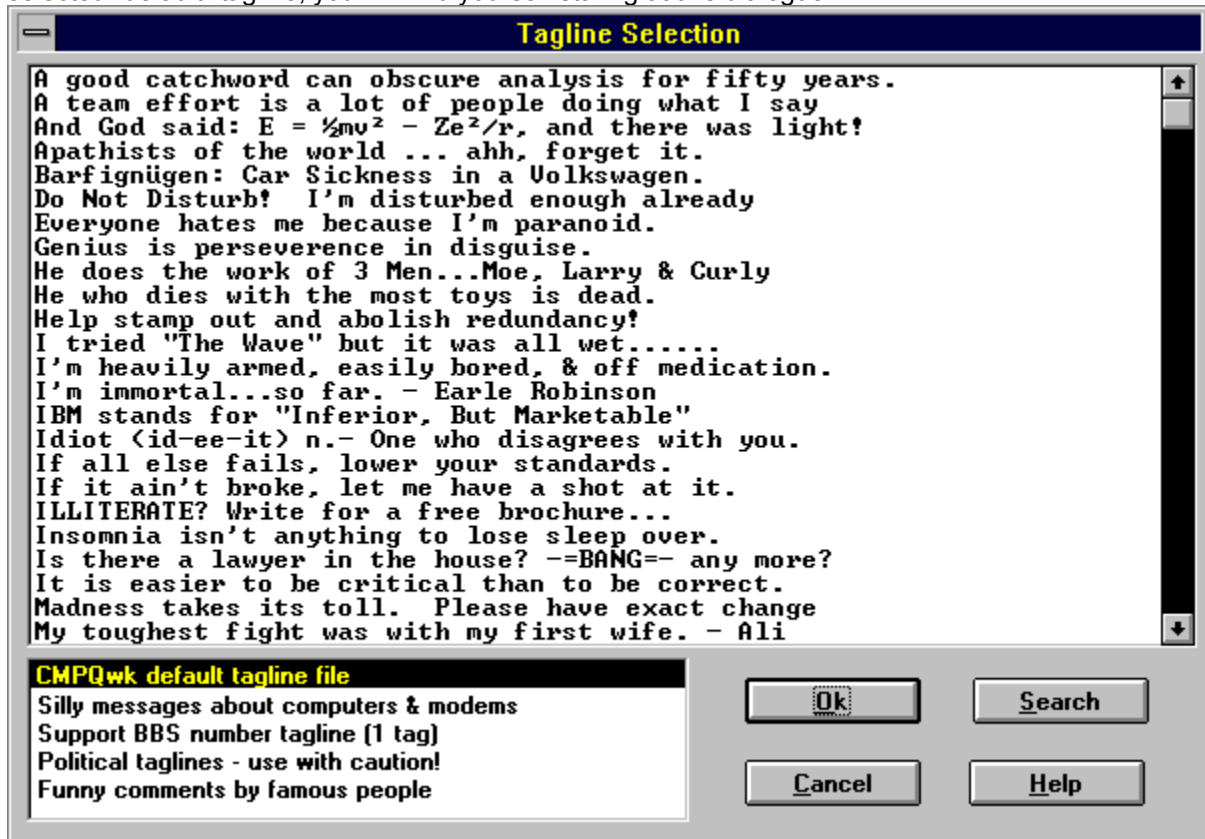 Tagline Selection
A good catchword can obscure analysis for fifty years.
A team effort is a lot of people doing what I say
And God said: E = ½mv² - Ze²/r, and there was light!
Apathists of the world ... ahh, forget it.
Barfignügen: Car Sickness in a Volkswagen.
Do Not Disturb!  I'm disturbed enough already
Everyone hates me because I'm paranoid.
Genius is perseverence in disguise.
He does the work of 3 Men...Moe, Larry & Curly
He who dies with the most toys is dead.
Help stamp out and abolish redundancy!
I tried "The Wave" but it was all wet......
I'm heavily armed, easily bored, & off medication.
I'm immortal...so far. - Earle Robinson
IBM stands for "Inferior, But Marketable"
Idiot (id-ee-it) n.- One who disagrees with you.
If all else fails, lower your standards.
If it ain't broke, let me have a shot at it.
ILLITERATE? Write for a free brochure...
Insomnia isn't anything to lose sleep over.
Is there a lawyer in the house? -=BANG=- any more?
It is easier to be critical than to be correct.
Madness takes its toll.  Please have exact change
My toughest fight was with my first wife. - Ali
CMPQwk default tagline file
Silly messages about computers & modems
Support BBS number tagline (1 tag)
Political taglines - use with caution!
Funny comments by famous people
Ok
Search
Cancel
Help